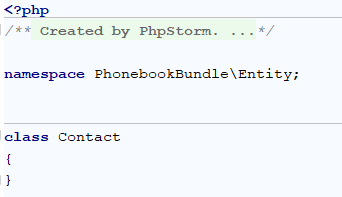 <?php
/** Created by PhpStorm. ...*/
namespace PhonebookBundle\Entity;
class Contact
{
}